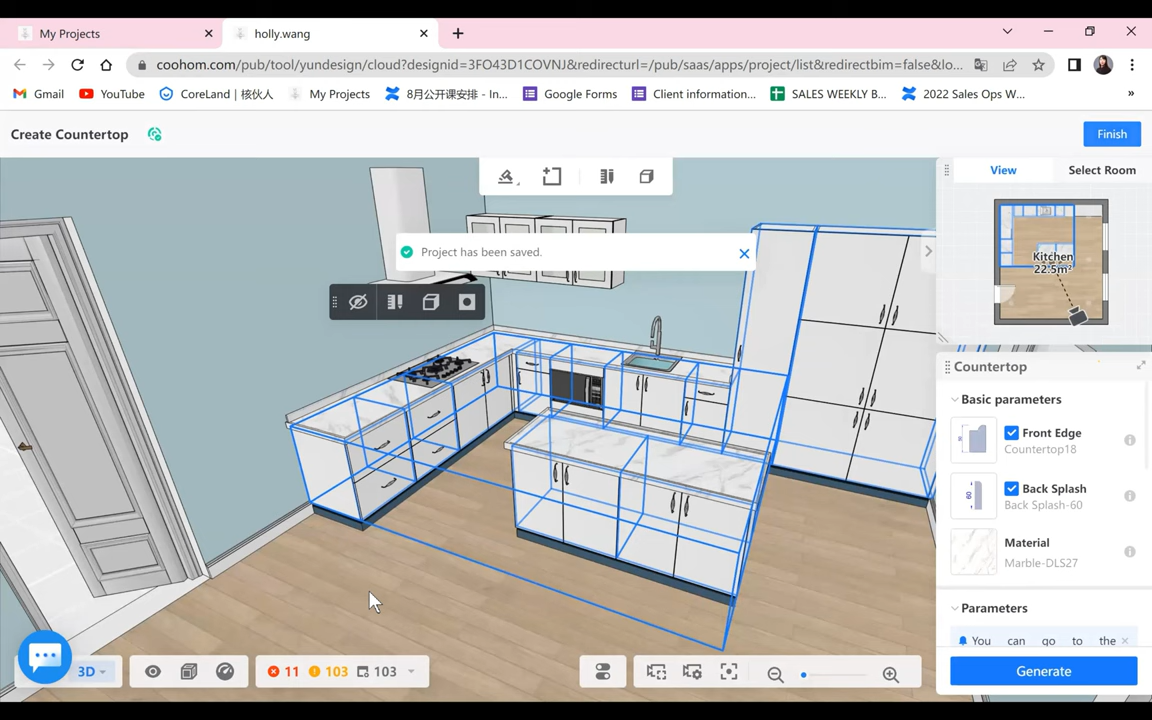 My Projects
holly.wang
coohom.com/pub/tool/yundesign/cloud?designid=3FO43D1COVNJ&redirecturl=/pub/saas/apps/project/list&redirectbim=false&lo...
Gmail
YouTube
CoreLand | 核伙人
My Projects
8月公开课安排 - In...
Google Forms
Client information...
SALES WEEKLY B...
2022 Sales Ops W...
Create Countertop
Finish
View
Select Room
Project has been saved.
Kitchen
22.5m²
Countertop
Basic parameters
Front Edge
Countertop18
60
Back Splash
Back Splash-60
Material
Marble-DLS27
Parameters
You can go to the
Generate
3D
11
103
103